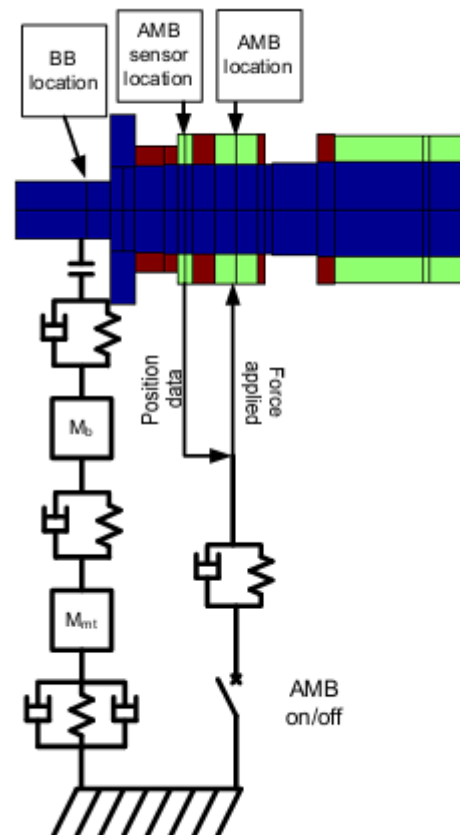 BB
location
AMB
sensor
location
AMB
location
Position
data
Force
applied
Mb
Mmt
AMB
on/off